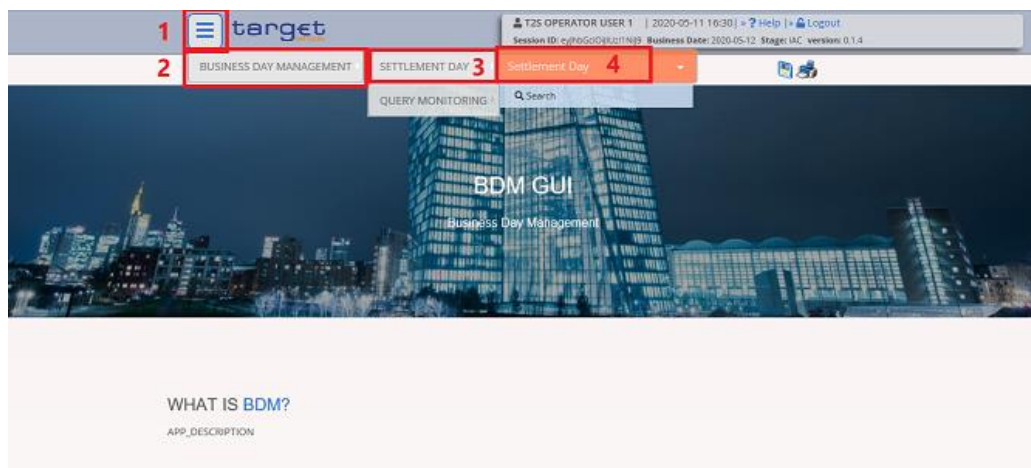 1
target
T2S OPERATOR USER 1 | 2020-05-11 16:30 | » ? Help | » Logout
Business Date: 2020-05-12 Stage: IAC version: 0.1.4
Session ID:
2
BUSINESS DAY MANAGEMENT
SETTLEMENT DAY
3
Settlement Day
4
QUERY MONITORING
Search
BDM GUI
Business Day Management
WHAT IS BDM?
APP_DESCRIPTION